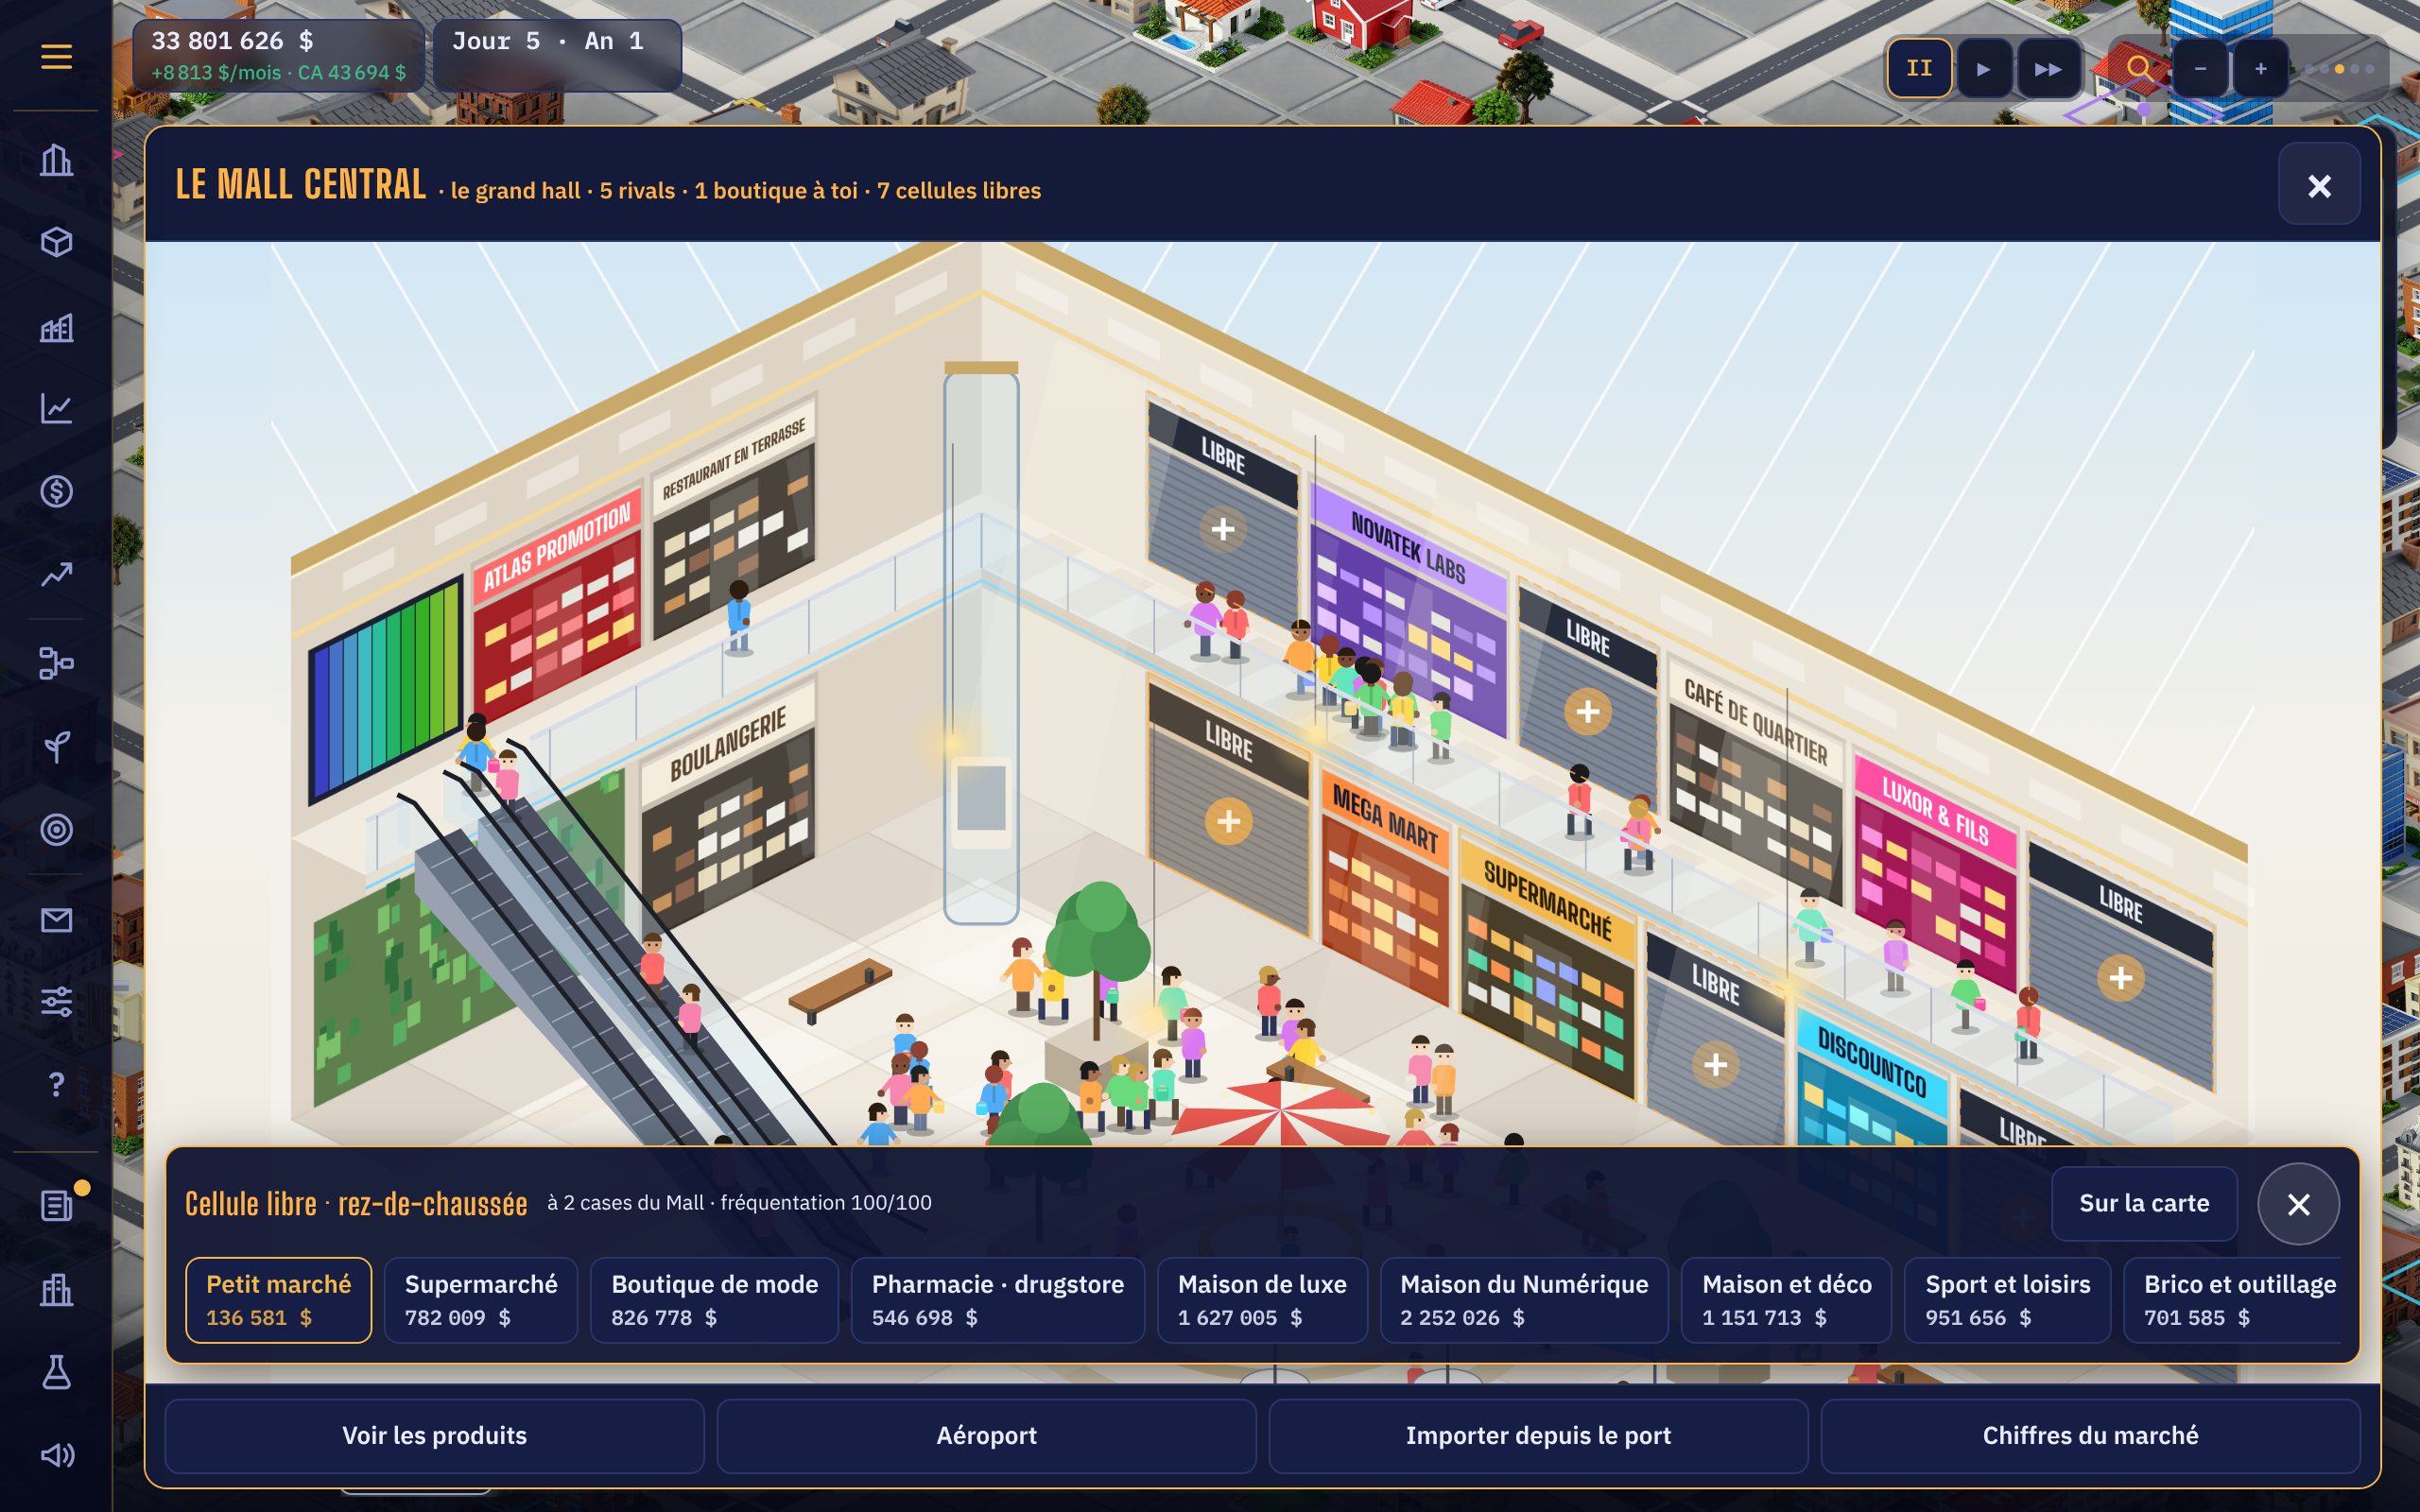 33 801 626 $
+8 813 $/mois · CA 43 694 $
Jour 5 · An 1
LE MALL CENTRAL · le grand hall · 5 rivals · 1 boutique à toi · 7 cellules libres
RESTAURANT EN TERRASSE
ATLAS PROMOTION
LIBRE
NOVATEK LABS
LIBRE
CAFÉ DE QUARTIER
LUXOR & FILS
LIBRE
BOULANGERIE
LIBRE
MEGA MART
SUPERMARCHÉ
LIBRE
DISCOUNTCO
LIBRE
Cellule libre · rez-de-chaussée
à 2 cases du Mall · fréquentation 100/100
Sur la carte
Petit marché
136 581 $
Supermarché
782 009 $
Boutique de mode
826 778 $
Pharmacie · drugstore
546 698 $
Maison de luxe
1 627 005 $
Maison du Numérique
2 252 026 $
Maison et déco
1 151 713 $
Sport et loisirs
951 656 $
Brico et outillage
701 585 $
Voir les produits
Aéroport
Importer depuis le port
Chiffres du marché